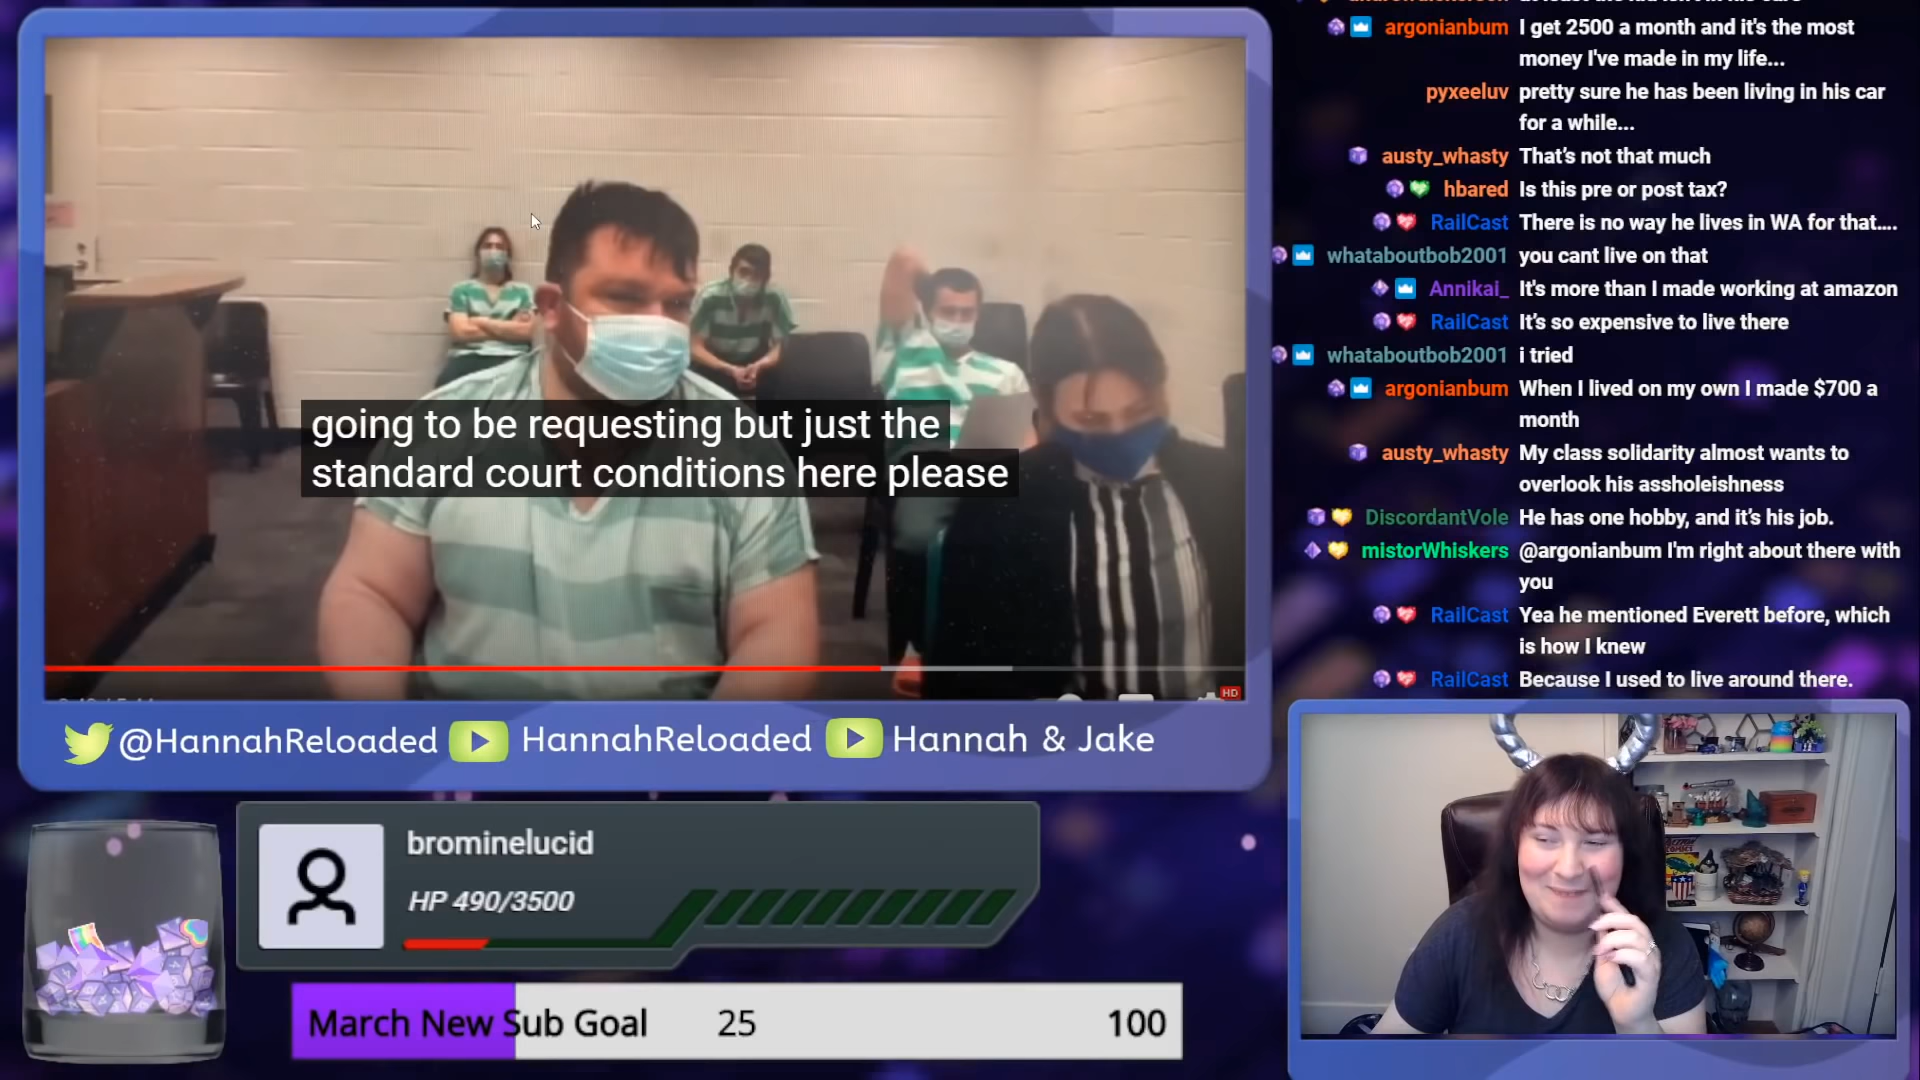 going to be requesting but just the
standard court conditions here please
HD
@HannahReloaded HannahReloaded Hannah & Jake
brominelucid
HP 490/3500
March New Sub Goal 25 100
argonianbum I get 2500 a month and it's the most
money I've made in my life...
pyxeeluv pretty sure he has been living in his car
for a while...
austy_whasty That's not that much
hbared Is this pre or post tax?
RailCast There is no way he lives in WA for that....
whataboutbob2001 you cant live on that
Annikai_ It's more than I made working at amazon
RailCast It's so expensive to live there
whataboutbob2001 i tried
argonianbum When I lived on my own I made $700 a
month
austy_whasty My class solidarity almost wants to
overlook his assholeishness
DiscordantVole He has one hobby, and it's his job.
mistorWhiskers @argonianbum I'm right about there with
you
RailCast Yea he mentioned Everett before, which
is how I knew
RailCast Because I used to live around there.